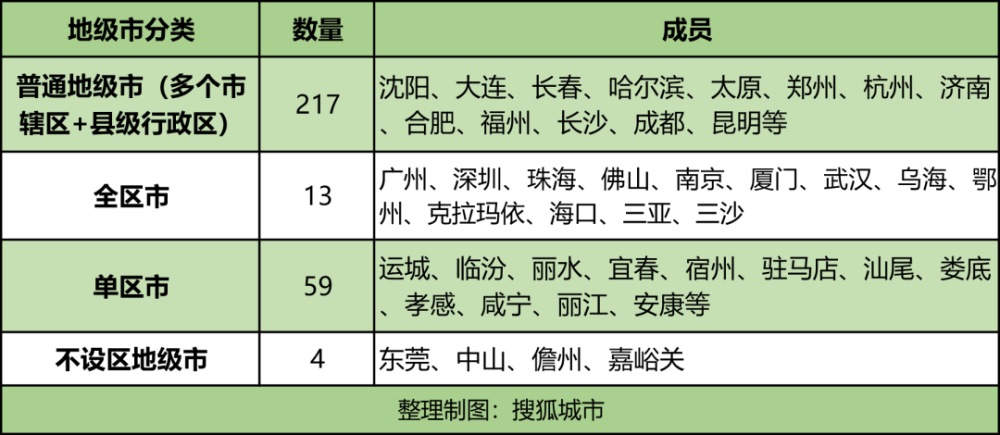 地级市分类 数量 成员
普通地级市（多个市
辖区+县级行政区）
217
沈阳、大连、长春、哈尔滨、太原、郑州、杭州、济南
、合肥、福州、长沙、成都、昆明等
全区市
13
广州、深圳、珠海、佛山、南京、厦门、武汉、乌海、鄂
州、克拉玛依、海口、三亚、三沙
单区市
59
运城、临汾、丽水、宜春、宿州、驻马店、汕尾、娄底
、孝感、咸宁、丽江、安康等
不设区地级市 4 东莞、中山、儋州、嘉峪关
整理制图：搜狐城市